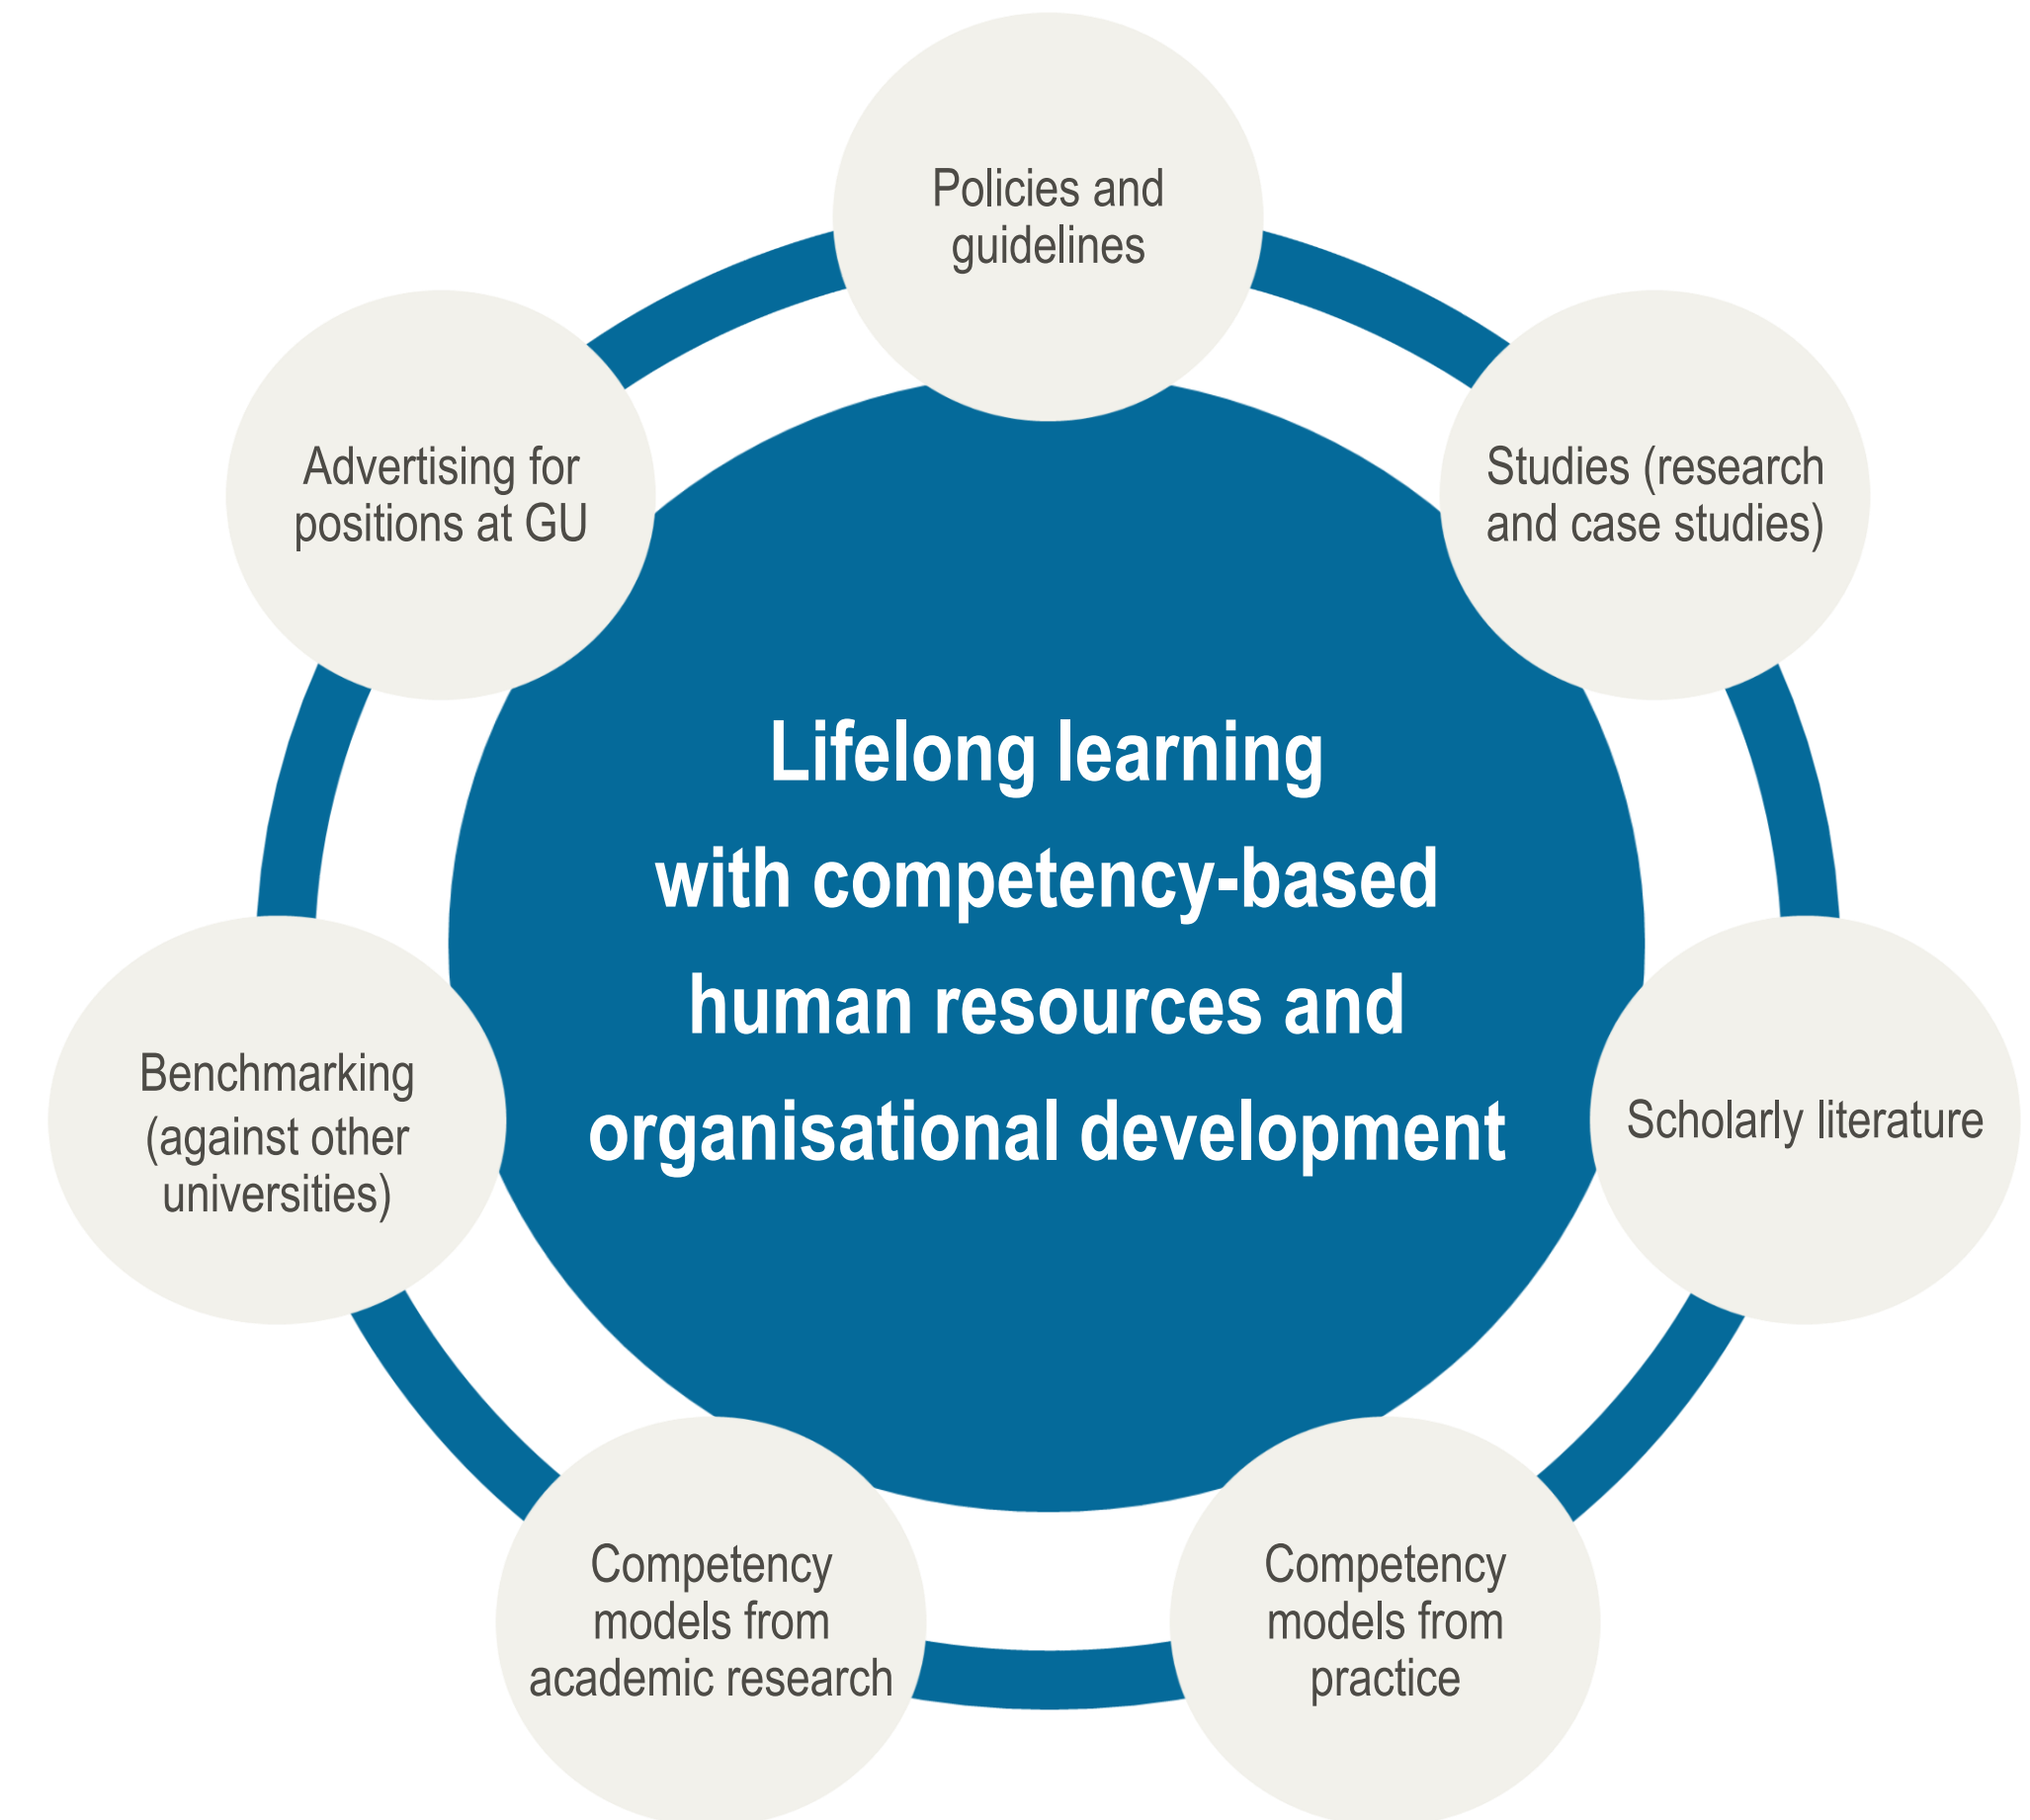 Policies and
guidelines
Studies (research
and case studies)
Scholarly literature
Competency
models from
practice
Competency
models from
academic research
Benchmarking
(against other
universities)
Advertising for
positions at GU
Lifelong learning
with competency-based
human resources and
organisational development